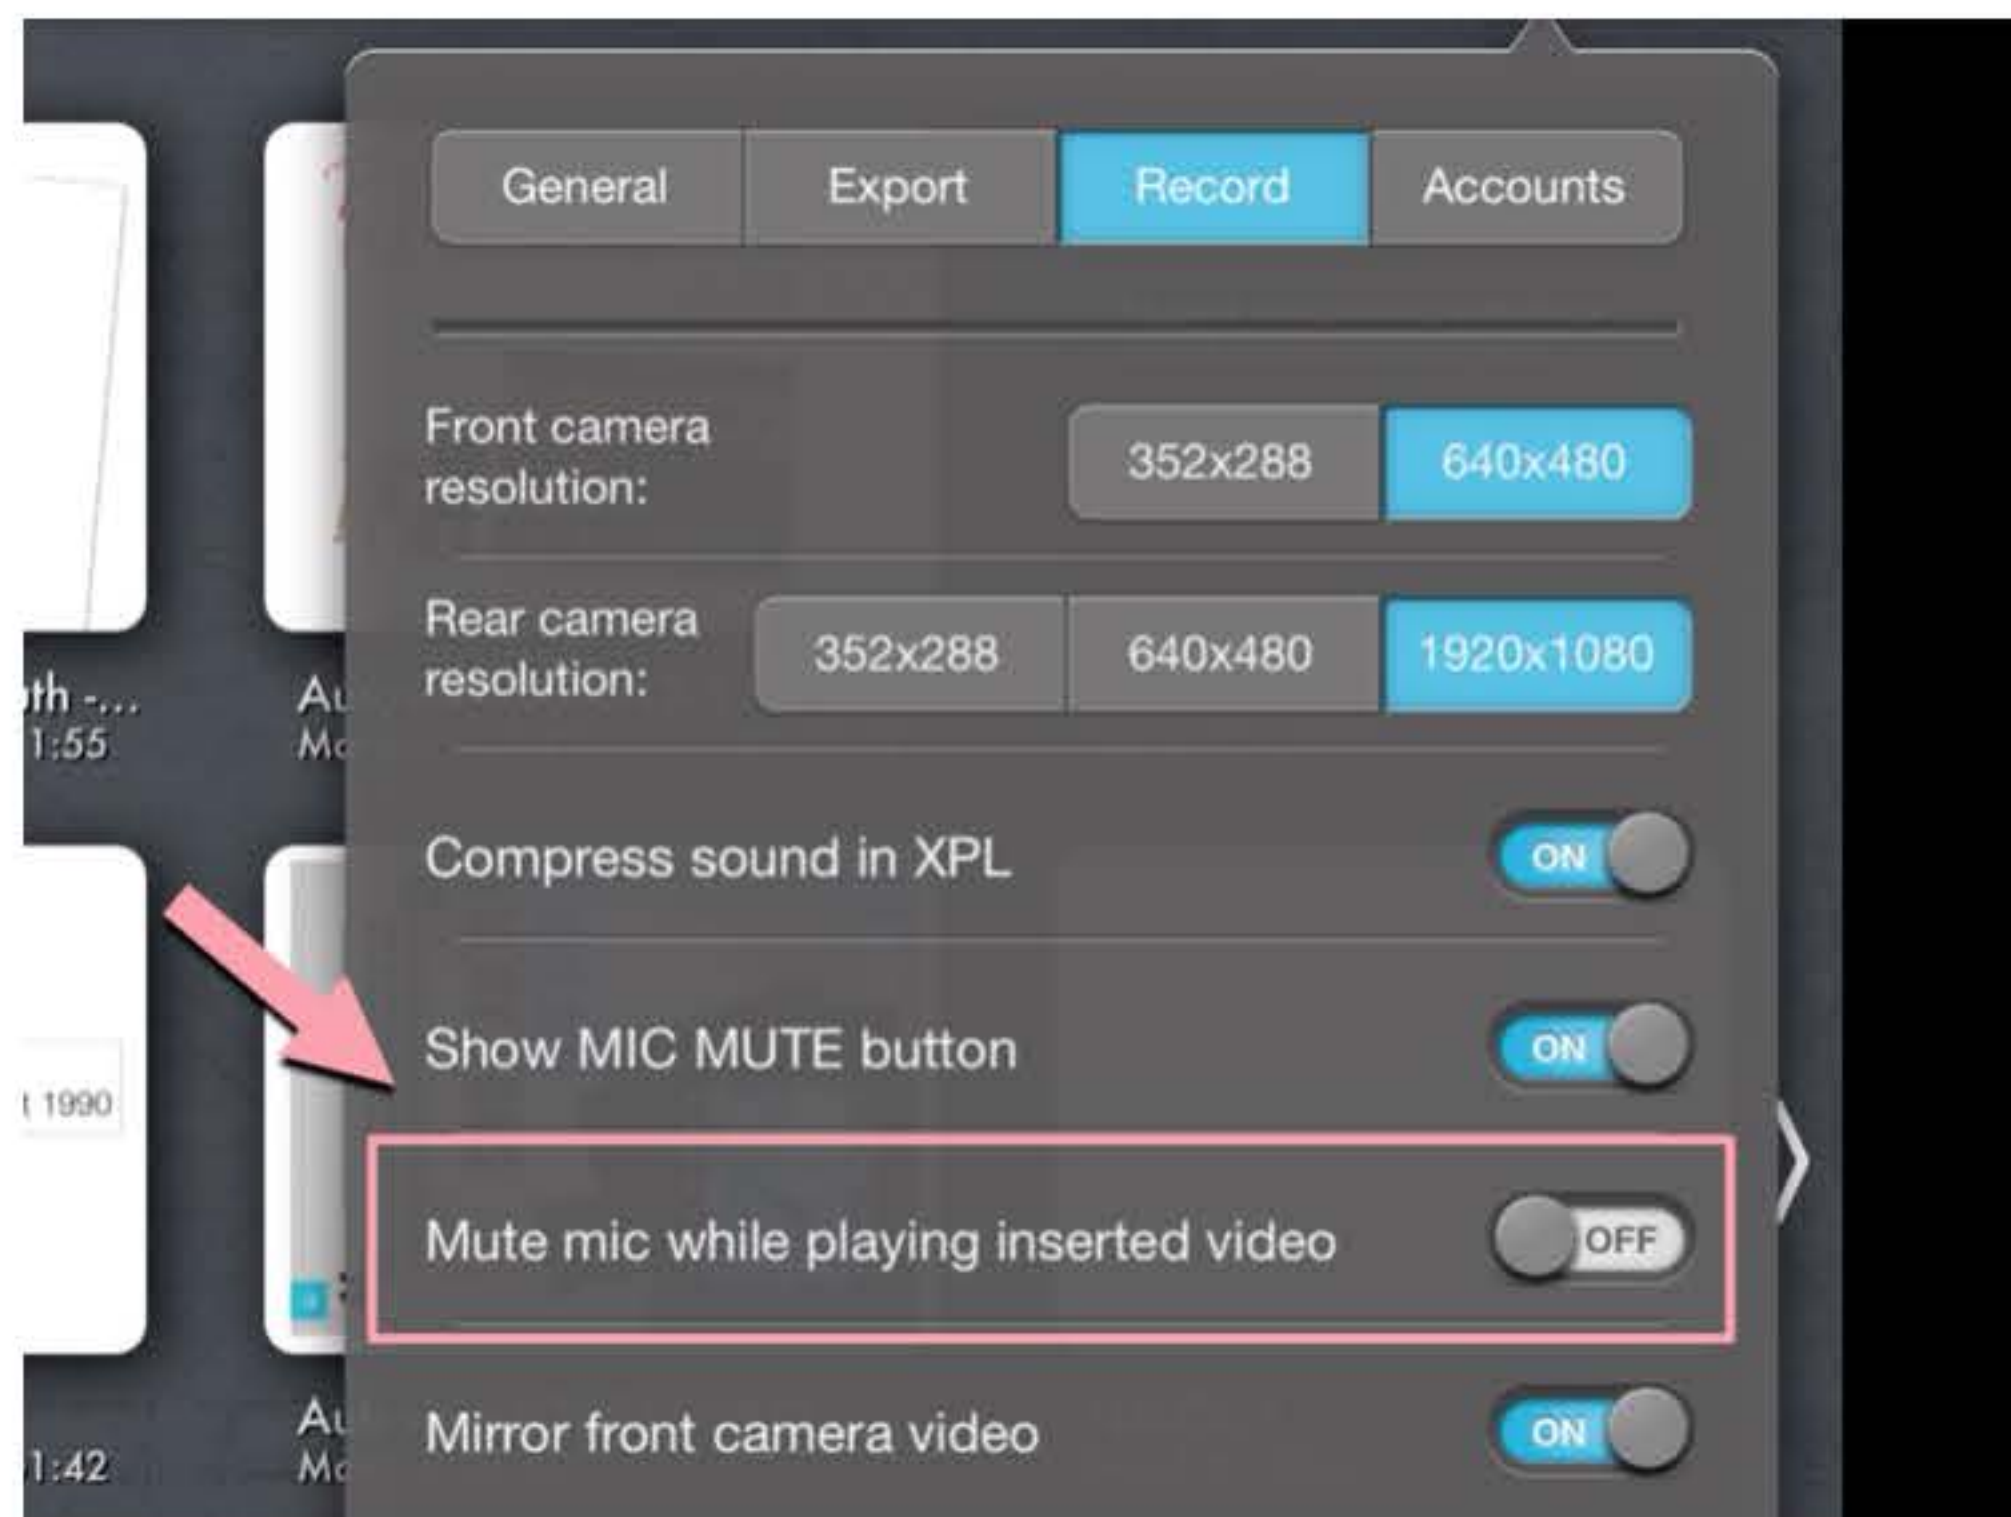 General Export Record Accounts
Front camera
resolution:
352x288 640x480
Rear camera
resolution:
352x288 640x480 1920x1080
1:55
Compress sound in XPL ON
Show MIC MUTE button ON
1990
Mute mic while playing inserted video OFF
Mirror front camera video ON
1:42